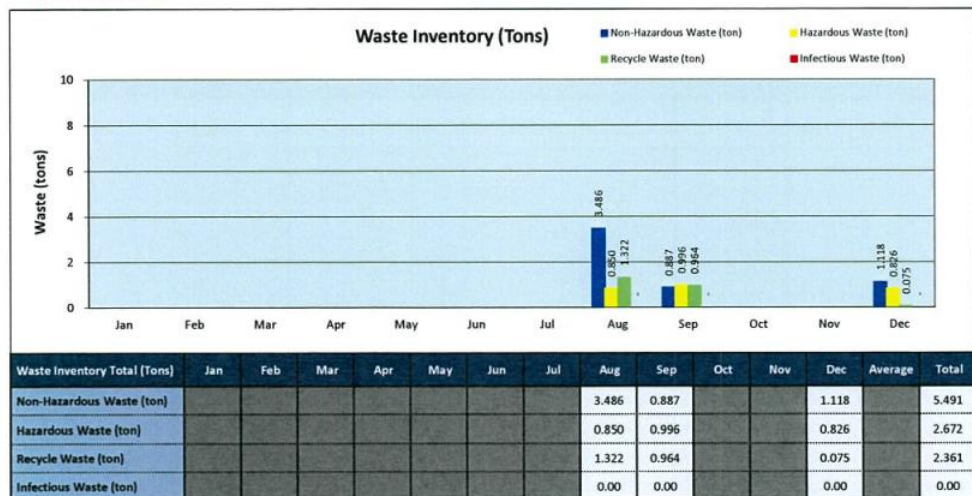 Waste Inventory (Tons)
Non-Hazardous Waste (ton)
Hazardous Waste (ton)
Recycle Waste (ton)
Infectious Waste (ton)
Waste (tons)
10
8
6
4
2
0
3.486
0.850
1.322
0.887
0.996
0.964
1.118
0.826
0.075
Jan Feb Mar Apr May Jun Jul Aug Sep Oct Nov Dec
Waste Inventory Total (Tons) Jan Feb Mar Apr May Jun Jul Aug Sep Oct Nov Dec Average Total
Non-Hazardous Waste (ton) 3.486 0.887 1.118 5.491
Hazardous Waste (ton) 0.850 0.996 0.826 2.672
Recycle Waste (ton) 1.322 0.964 0.075 2.361
Infectious Waste (ton) 0.00 0.00 0.00 0.00